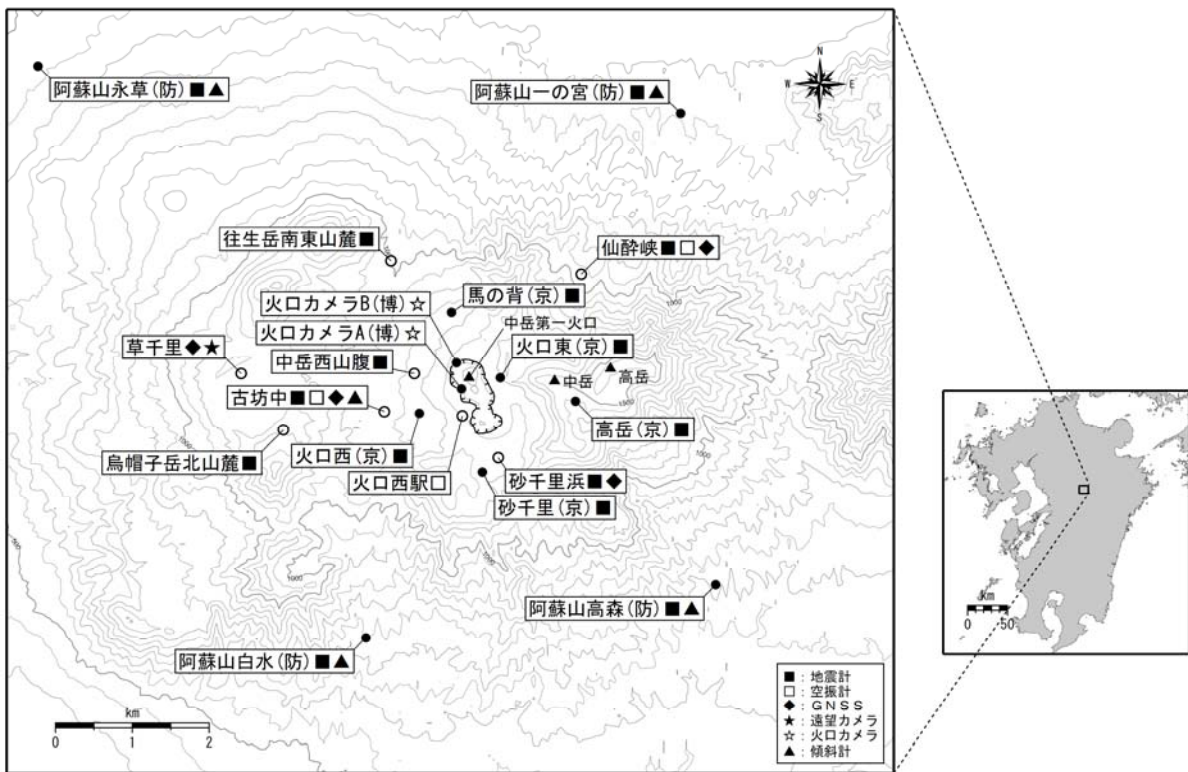 N
W E
S
阿蘇山永草(防)■▲
阿蘇山一の宮(防)■▲
往生岳南東山麓■
仙酔峡■□◆
馬の背(京)■
火口カメラB(博)☆
中岳第一火口
火口カメラA(博)☆
火口東(京)■
草千里◆★
中岳西山腹■
▲中岳
▲高岳
古坊中■□◆▲
高岳(京)■
烏帽子岳北山麓■
火口西(京)■
火口西駅□
砂千里浜■◆
砂千里(京)■
1000
1500
1000
1000
阿蘇山高森(防)■▲
阿蘇山白水(防)■▲
km
0 1 2
■:地震計
□:空振計
◆:GNSS
★:遠望カメラ
☆:火口カメラ
▲:傾斜計
km
0 50